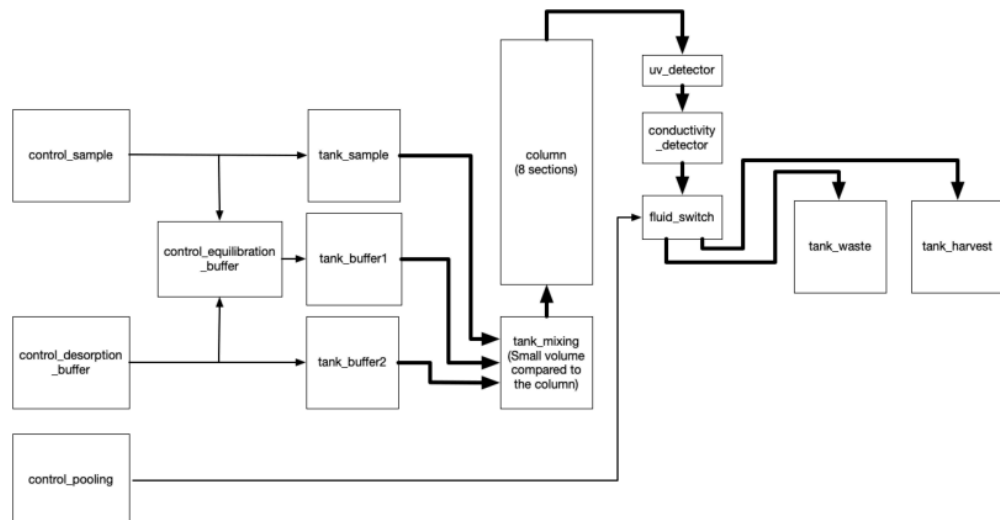 uv_detector
control_sample
tank_sample
column
(8 sections)
conductivity
_detector
fluid_switch
control_equilibration
_buffer
tank_buffer1
tank_waste
tank_harvest
control_desorption
_buffer
tank_buffer2
tank_mixing
(Small volume
compared to
the column)
control_pooling